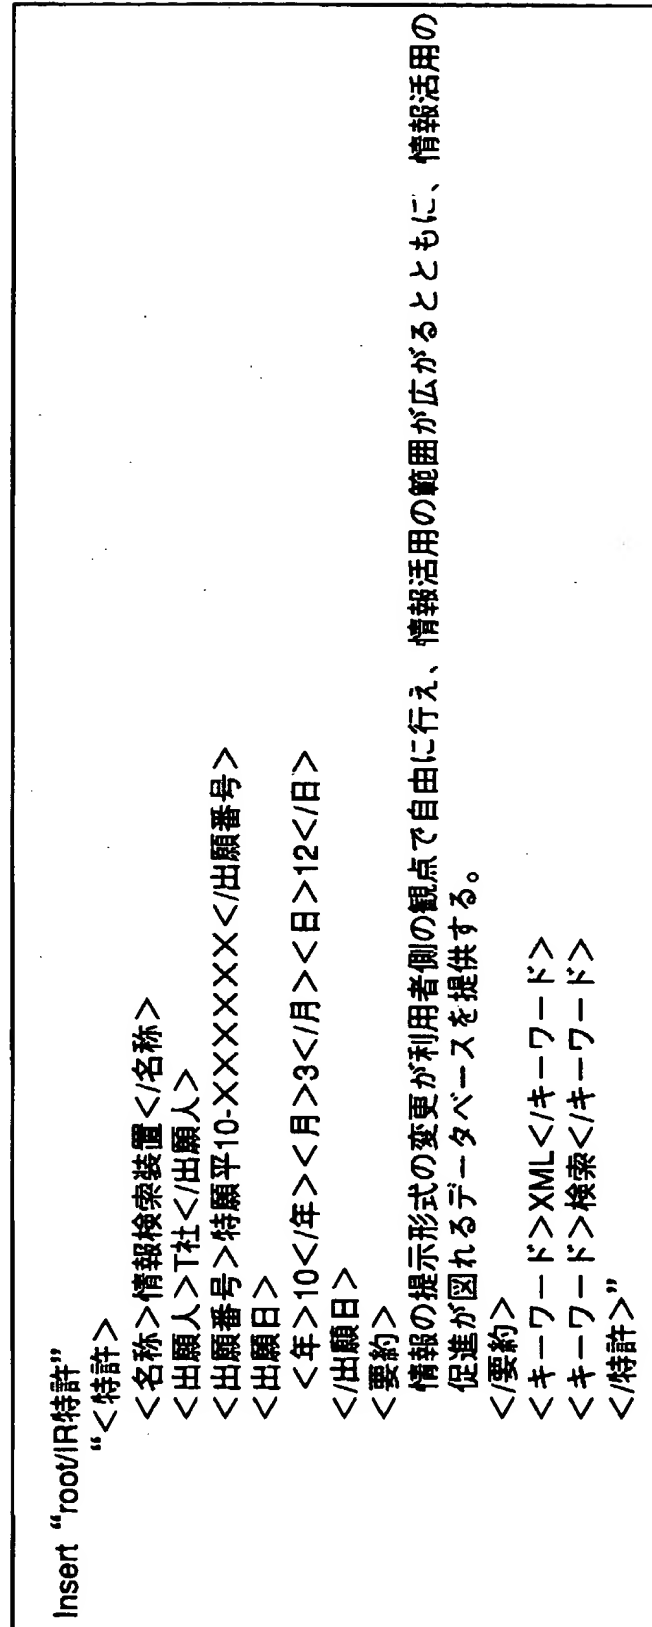 Insert “root/IR特許”
“<特許>
<名称>情報検索装置</名称>
<出願人>T社</出願人>
<出願番号>特願平10-XXXXXX</出願番号>
<出願日>
<年>10</年><月>3</月><日>12</日>
</出願日>
<要約>
情報の提示形式の変更が利用者側の観点で自由に行え、情報活用の範囲が広がるとともに、情報活用の
促進が図れるデータベースを提供する。
</要約>
<キーワード>XML</キーワード>
<キーワード>検索</キーワード>
</特許>”